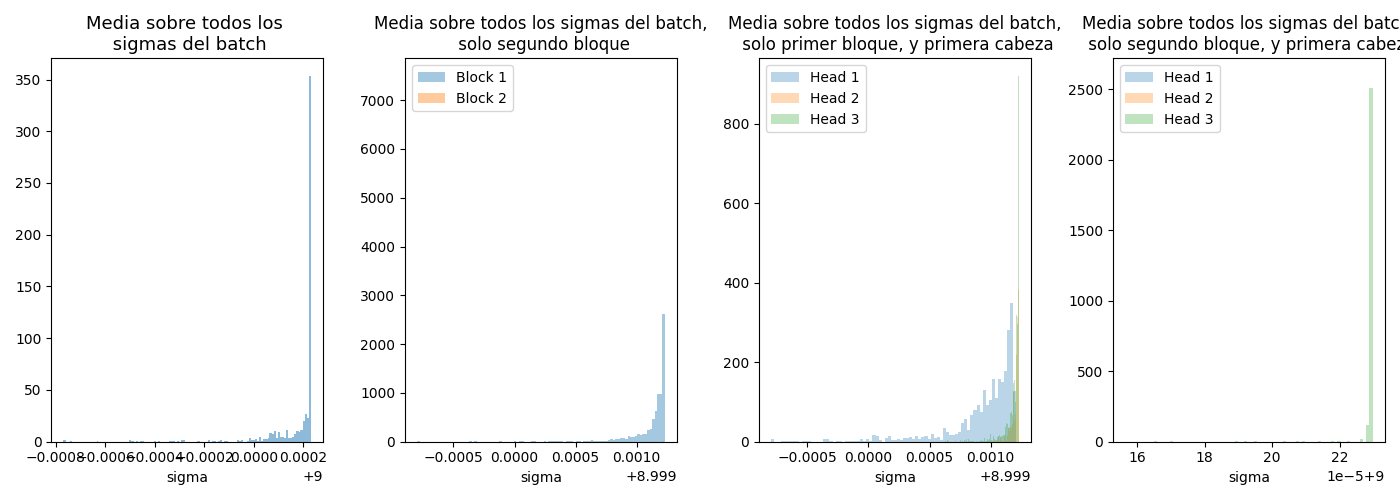 Media sobre todos los
sigmas del batch
350
300
250
200
150
100
50
0
−0.0008 −0.0006 −0.0004 −0.0002 0.0000 0.0002
sigma
+9
Media sobre todos los sigmas del batch,
solo segundo bloque
Block 1
Block 2
7000
6000
5000
4000
3000
2000
1000
0
−0.0005 0.0000 0.0005 0.0010
sigma
+8.999
Media sobre todos los sigmas del batch,
solo primer bloque, y primera cabeza
Head 1
Head 2
Head 3
800
600
400
200
0
−0.0005 0.0000 0.0005 0.0010
sigma
+8.999
Media sobre todos los sigmas del batc
solo segundo bloque, y primera cabez
Head 1
Head 2
Head 3
2500
2000
1500
1000
500
0
16 18 20 22
sigma
1e−5+9